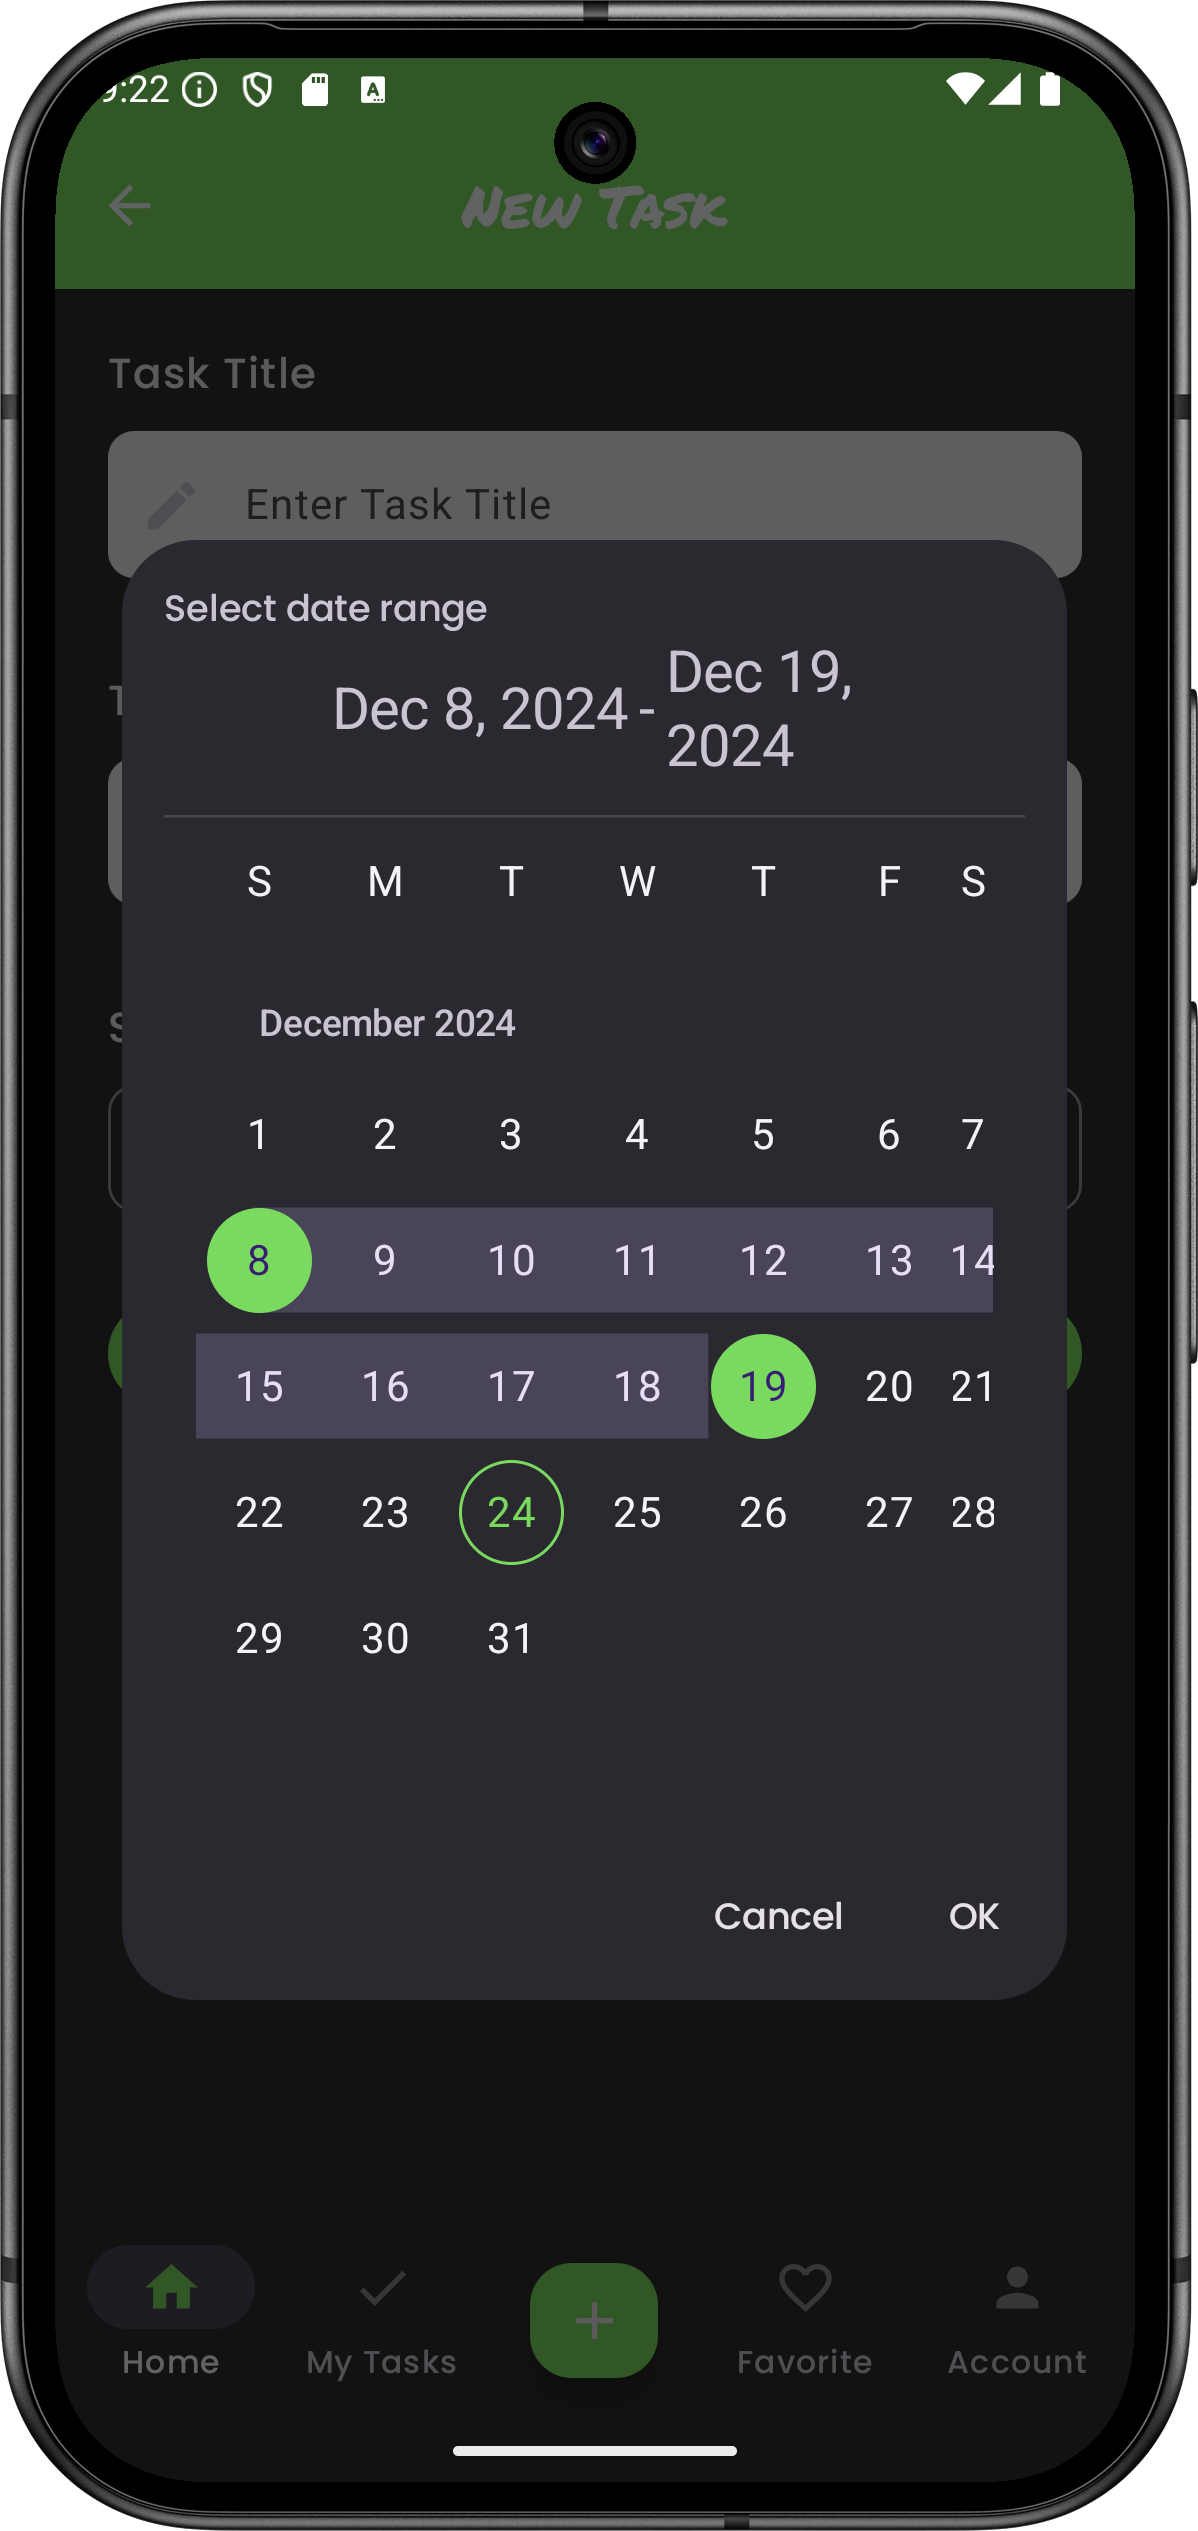 9:22
New Task
Task Title
Enter Task Title
Select date range
Dec 8, 2024 - Dec 19, 2024
S M T W T F S
December 2024
1 2 3 4 5 6 7
8 9 10 11 12 13 14
15 16 17 18 19 20 21
22 23 24 25 26 27 28
29 30 31
Cancel OK
Home My Tasks + Favorite Account